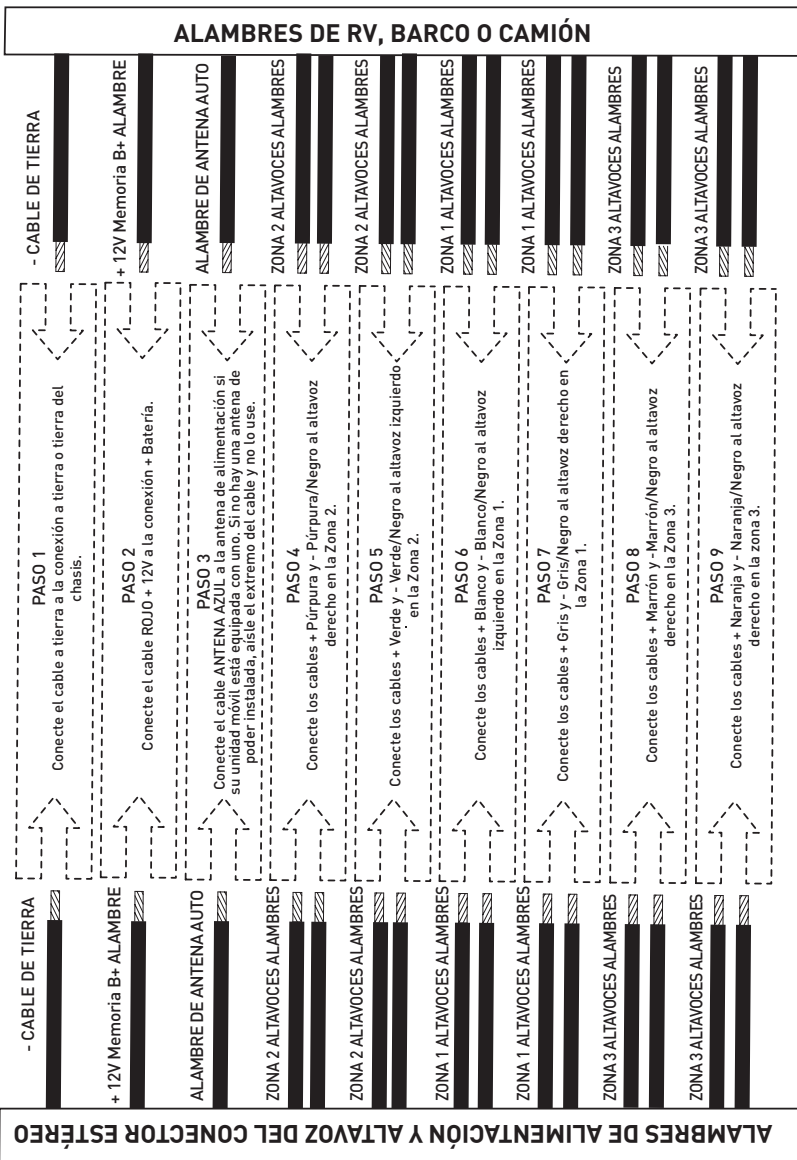 ALAMBRES DE RV, BARCO O CAMIÓN
- CABLE DE TIERRA
+ 12V Memoria B+ ALAMBRE
ALAMBRE DE ANTENA AUTO
ZONA 2 ALTAVOCES ALAMBRES
ZONA 2 ALTAVOCES ALAMBRES
ZONA 1 ALTAVOCES ALAMBRES
ZONA 1 ALTAVOCES ALAMBRES
ZONA 3 ALTAVOCES ALAMBRES
ZONA 3 ALTAVOCES ALAMBRES
PASO 1
Conecte el cable a tierra a la conexión a tierra o tierra del
chasis.
PASO 2
Conecte el cable ROJO + 12V a la conexión + Batería.
PASO 3
Conecte el cable ANTENA AZUL a la antena de alimentación si
su unidad móvil está equipada con uno. Si no hay una antena de
poder instalada, aísle el extremo del cable y no lo use.
PASO 4
Conecte los cables + Púrpura y - Púrpura/Negro al altavoz
derecho en la Zona 2.
PASO 5
Conecte los cables + Verde y - Verde/Negro al altavoz izquierdo
en la Zona 2.
PASO 6
Conecte los cables + Blanco y - Blanco/Negro al altavoz
izquierdo en la Zona 1.
PASO 7
Conecte los cables + Gris y - Gris/Negro al altavoz derecho en
la Zona 1.
PASO 8
Conecte los cables + Marrón y -Marrón/Negro al altavoz
derecho en la Zona 3.
PASO 9
Conecte los cables + Naranja y - Naranja/Negro al altavoz
derecho en la zona 3.
- CABLE DE TIERRA
+ 12V Memoria B+ ALAMBRE
ALAMBRE DE ANTENA AUTO
ZONA 2 ALTAVOCES ALAMBRES
ZONA 2 ALTAVOCES ALAMBRES
ZONA 1 ALTAVOCES ALAMBRES
ZONA 1 ALTAVOCES ALAMBRES
ZONA 3 ALTAVOCES ALAMBRES
ZONA 3 ALTAVOCES ALAMBRES
ALAMBRES DE ALIMENTACIÓN Y ALTAVOZ DEL CONECTOR ESTÉREO